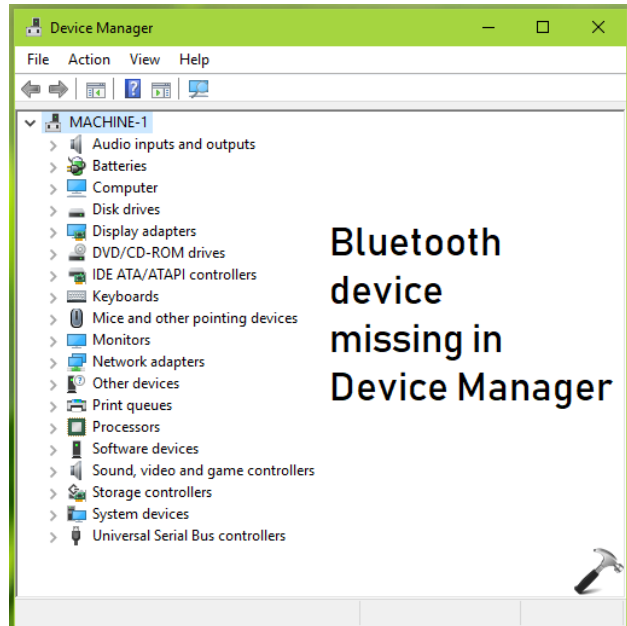 Device Manager
File Action View Help
MACHINE-1
Audio inputs and outputs
Batteries
Computer
Disk drives
Display adapters
DVD/CD-ROM drives
IDE ATA/ATAPI controllers
Keyboards
Mice and other pointing devices
Monitors
Network adapters
Other devices
Print queues
Processors
Software devices
Sound, video and game controllers
Storage controllers
System devices
Universal Serial Bus controllers
Bluetooth
device
missing in
Device Manager